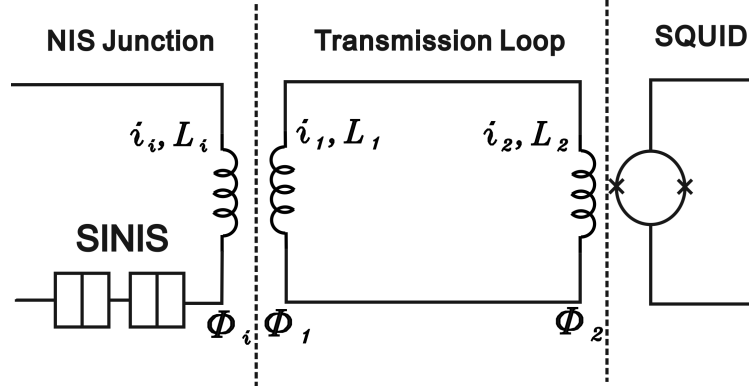 NIS Junction
Transmission Loop
SQUID
i_i, L_i
i_1, L_1
i_2, L_2
SINIS
Φ_i
Φ_1
Φ_2